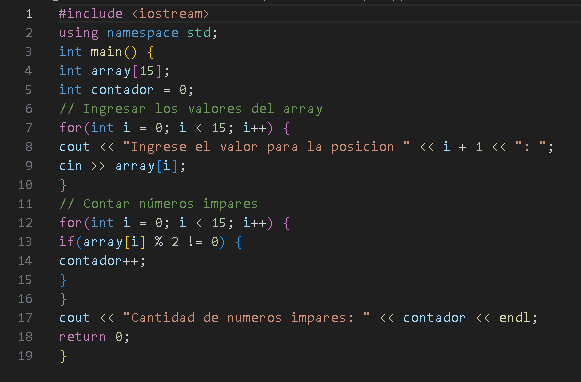 1 #include <iostream>
2 using namespace std;
3 int main() {
4 int array[15];
5 int contador = 0;
6 // Ingresar los valores del array
7 for(int i = 0; i < 15; i++) {
8 cout << "Ingrese el valor para la posicion " << i + 1 << ": ";
9 cin >> array[i];
10 }
11 // Contar números impares
12 for(int i = 0; i < 15; i++) {
13 if(array[i] % 2 != 0) {
14 contador++;
15 }
16 }
17 cout << "Cantidad de numeros impares: " << contador << endl;
18 return 0;
19 }